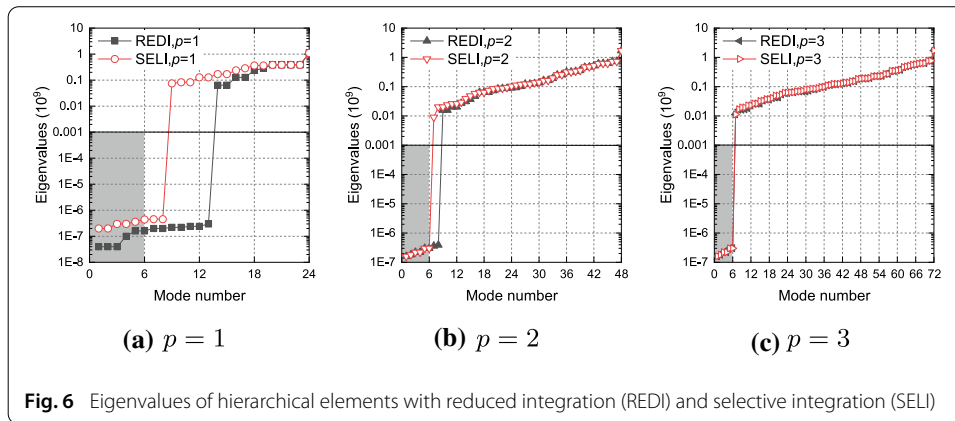 REDI,p=1
SELI,p=1
Eigenvalues (10⁹)
10
1
0.1
0.01
0.001
1E-4
1E-5
1E-6
1E-7
1E-8
0 6 12 18 24
Mode number
(a) p = 1
REDI,p=2
SELI,p=2
Eigenvalues (10⁹)
10
1
0.1
0.01
0.001
1E-4
1E-5
1E-6
1E-7
0 6 12 18 24 30 36 42 48
Mode number
(b) p = 2
REDI,p=3
SELI,p=3
Eigenvalues (10⁹)
10
1
0.1
0.01
0.001
1E-4
1E-5
1E-6
1E-7
0 6 12 18 24 30 36 42 48 54 60 66 72
Mode number
(c) p = 3
Fig. 6 Eigenvalues of hierarchical elements with reduced integration (REDI) and selective integration (SELI)